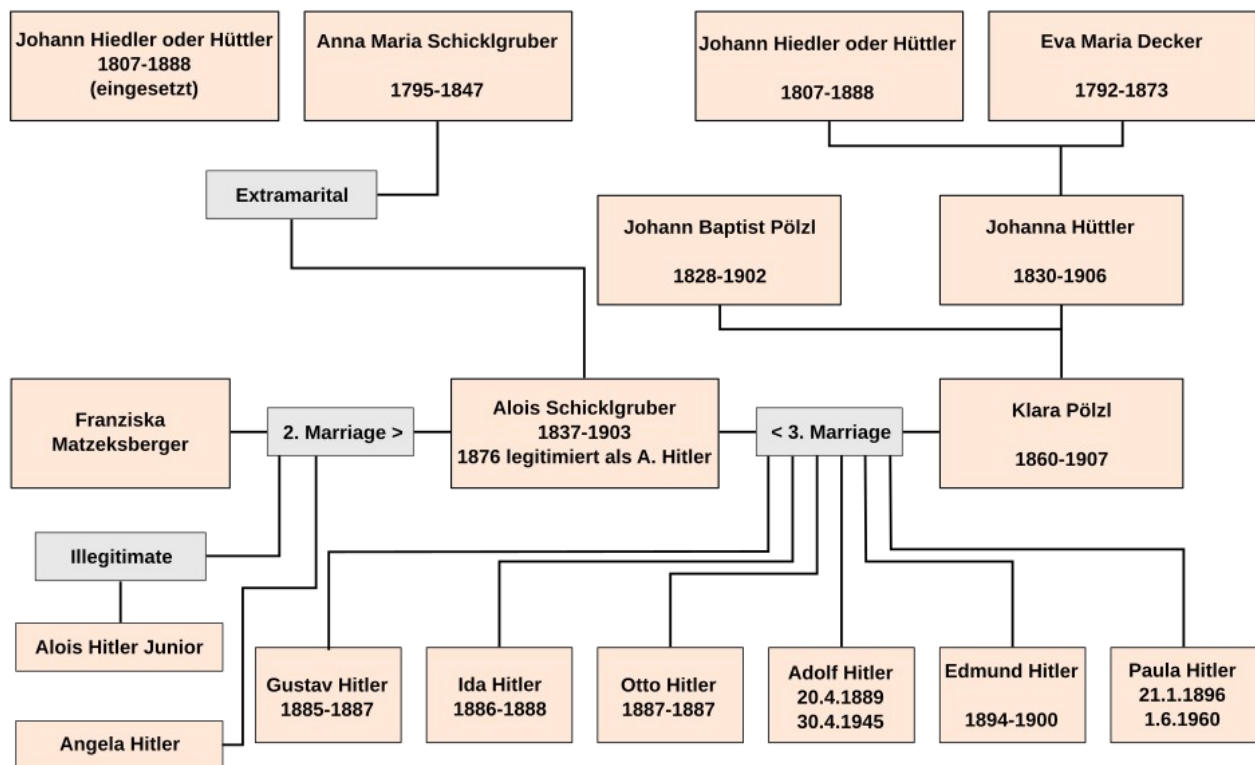 Johann Hiedler oder Hüttler
1807-1888
(eingesetzt)
Anna Maria Schicklgruber
1795-1847
Johann Hiedler oder Hüttler
1807-1888
Eva Maria Decker
1792-1873
Extramarital
Johann Baptist Pölzl
1828-1902
Johanna Hüttler
1830-1906
Franziska
Matzeksberger
2. Marriage >
Alois Schicklgruber
1837-1903
1876 legitimiert als A. Hitler
< 3. Marriage
Klara Pölzl
1860-1907
Illegitimate
Alois Hitler Junior
Angela Hitler
Gustav Hitler
1885-1887
Ida Hitler
1886-1888
Otto Hitler
1887-1887
Adolf Hitler
20.4.1889
30.4.1945
Edmund Hitler
1894-1900
Paula Hitler
21.1.1896
1.6.1960